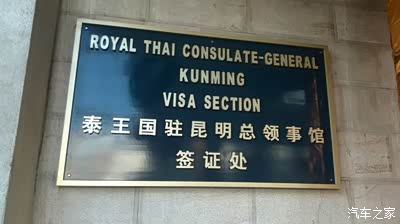 ROYAL THAI CONSULATE-GENERAL
KUNMING
VISA SECTION
泰王国驻昆明总领事馆
签证处
汽车之家